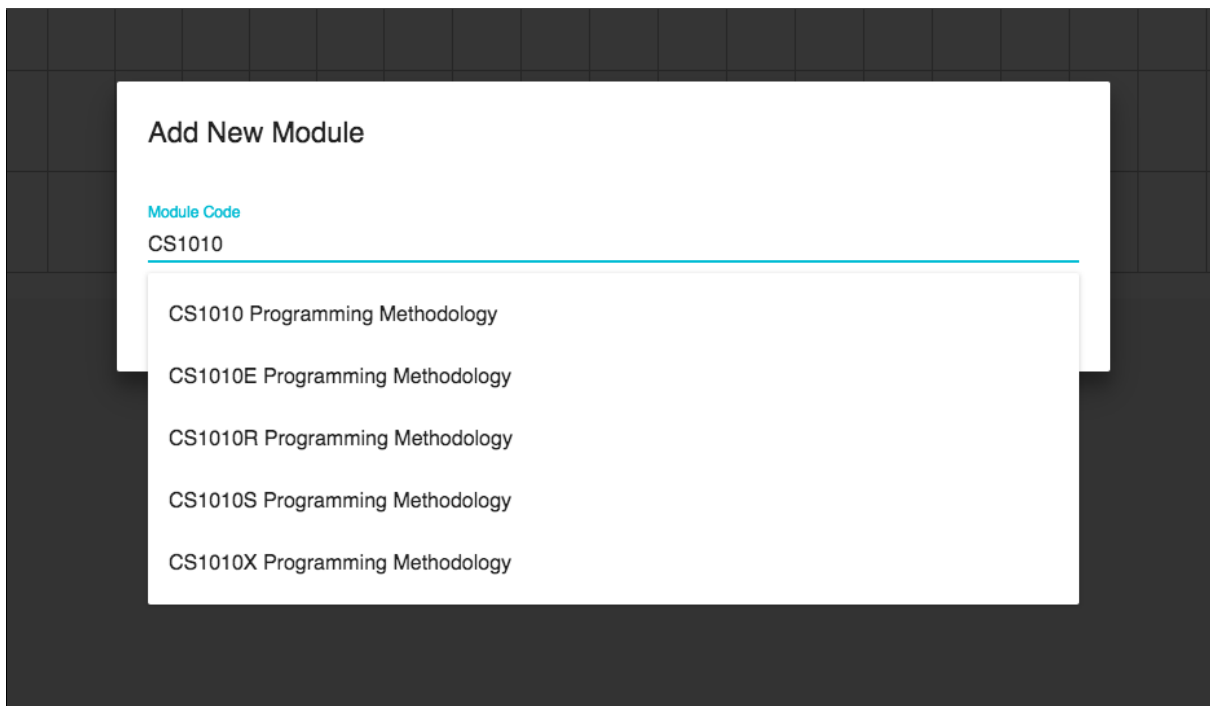 Add New Module
Module Code
CS1010
CS1010 Programming Methodology
CS1010E Programming Methodology
CS1010R Programming Methodology
CS1010S Programming Methodology
CS1010X Programming Methodology